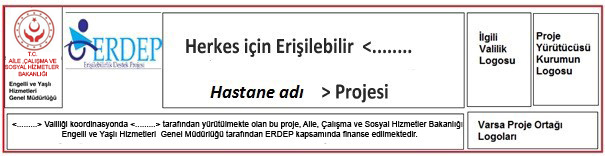 T.C.
AİLE ,ÇALIŞMA VE
SOSYAL HİZMETLER
BAKANLIĞI
Engelli ve Yaşlı
Hizmetleri
Genel Müdürlüğü
ERDEP
Erişilebilirlik Destek Projesi
Herkes için Erişilebilir <........
Hastane adı > Projesi
İlgili
Valilik
Logosu
Proje
Yürütücüsü
Kurumun
Logosu
<.........> Valiliği koordinasyonda <.........> tarafından yürütülmekte olan bu proje, Aile, Çalışma ve Sosyal Hizmetler Bakanlığı
Engelli ve Yaşlı Hizmetleri Genel Müdürlüğü tarafından ERDEP kapsamında finanse edilmektedir.
Varsa Proje Ortağı
Logoları